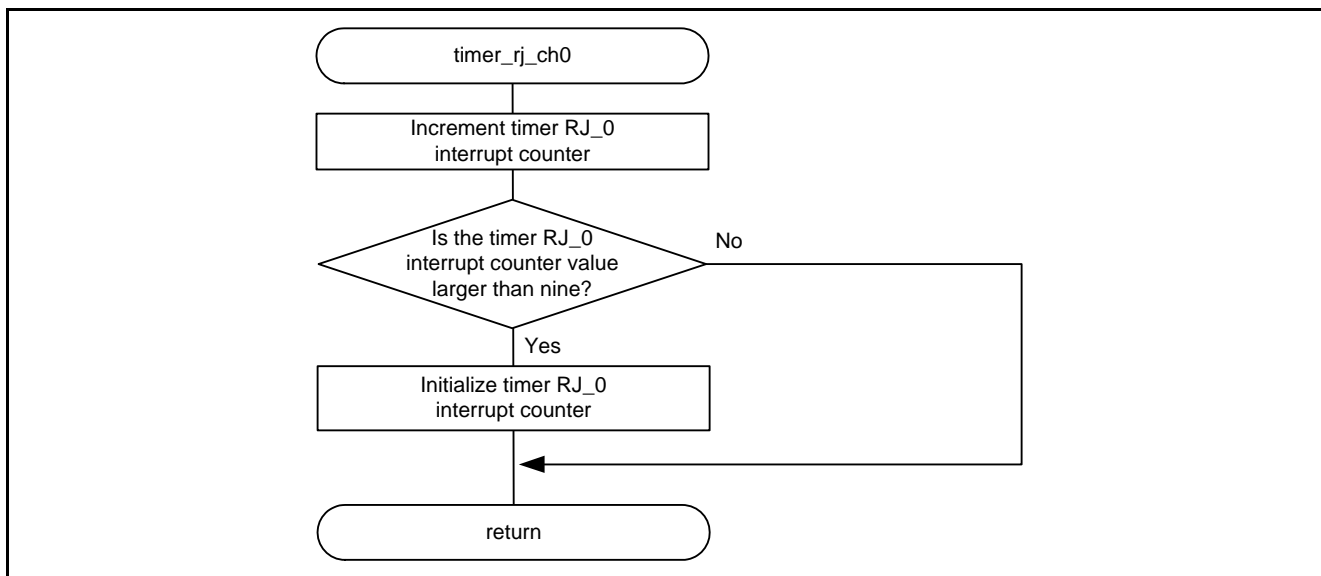 timer_rj_ch0
Increment timer RJ_0
interrupt counter
Is the timer RJ_0
interrupt counter value
larger than nine?
No
Yes
Initialize timer RJ_0
interrupt counter
return